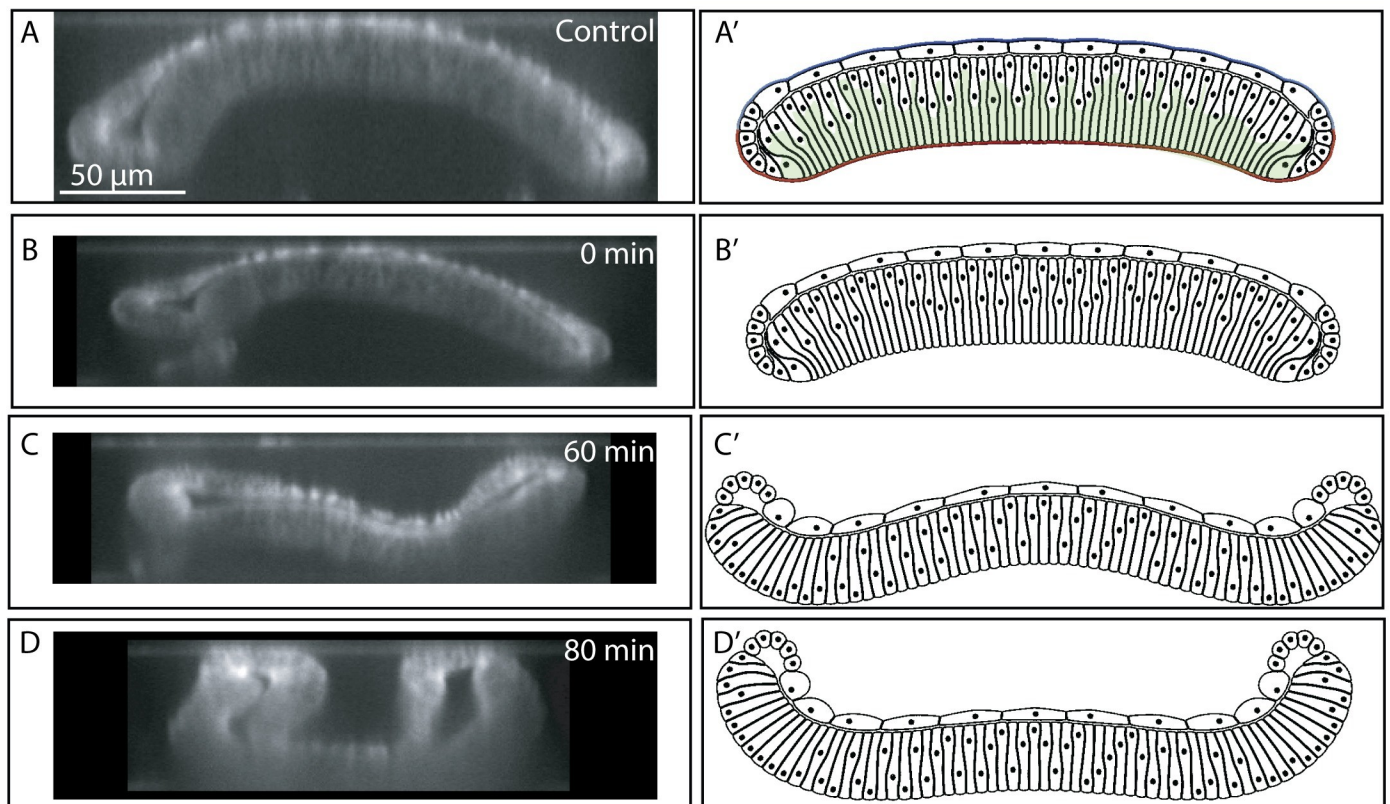 A
Control
50 µm
A′
B
0 min
B′
C
60 min
C′
D
80 min
D′